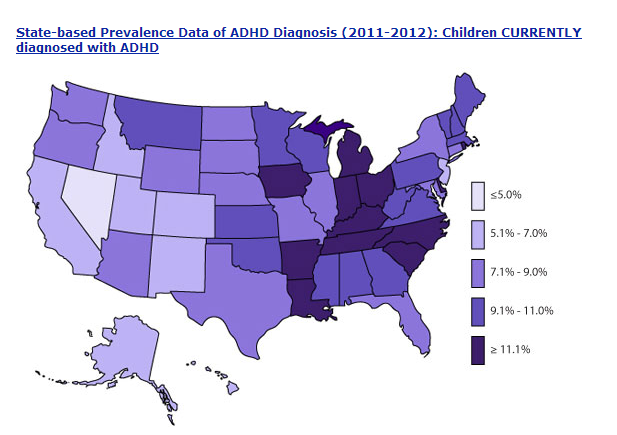 State-based Prevalence Data of ADHD Diagnosis (2011-2012): Children CURRENTLY
diagnosed with ADHD
≤5.0%
5.1% - 7.0%
7.1% - 9.0%
9.1% - 11.0%
≥ 11.1%